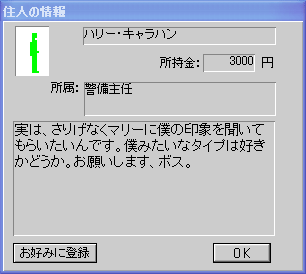 住人の情報
ハリー・キャラハン
所持金: 3000 円
所属: 警備主任
実は、さりげなくマリーに僕の印象を聞いて
もらいたいんです。僕みたいなタイプは好き
かどうか。お願いします、ボス。
お好みに登録 OK